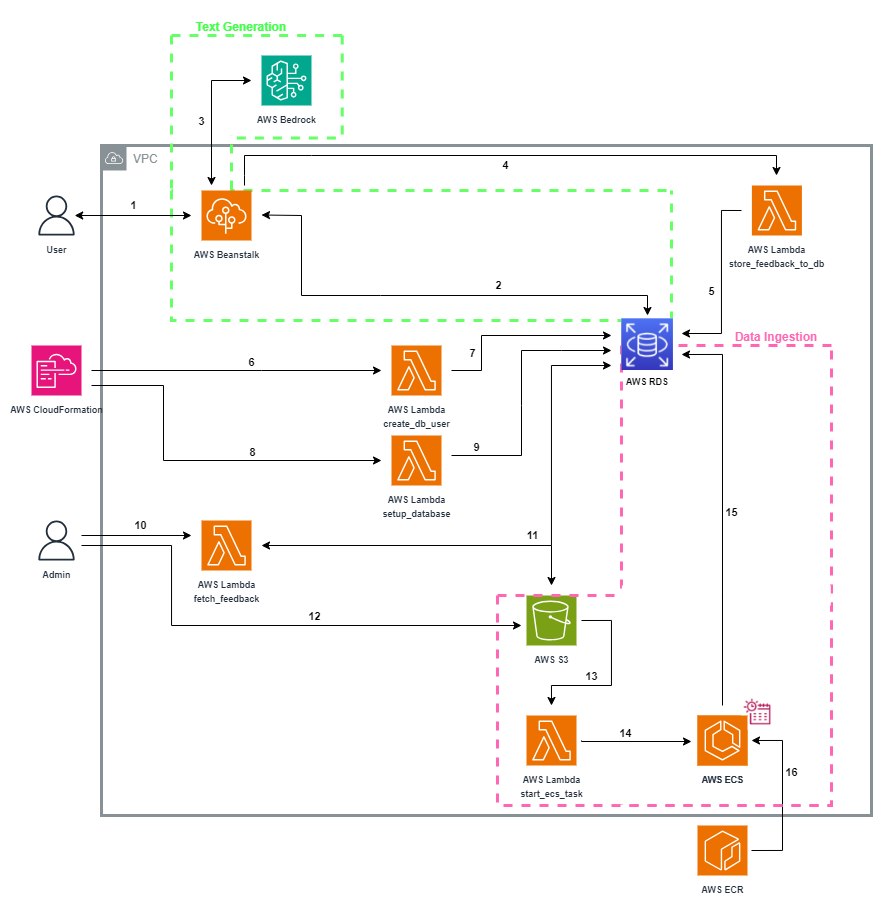 Text Generation
3
AWS Bedrock
VPC
4
1
User
AWS Beanstalk
AWS Lambda
store_feedback_to_db
2
5
Data Ingestion
6
7
AWS RDS
AWS CloudFormation
AWS Lambda
create_db_user
8
9
AWS Lambda
setup_database
10
11
Admin
AWS Lambda
fetch_feedback
12
15
AWS S3
13
14
AWS Lambda
start_ecs_task
AWS ECS
16
AWS ECR